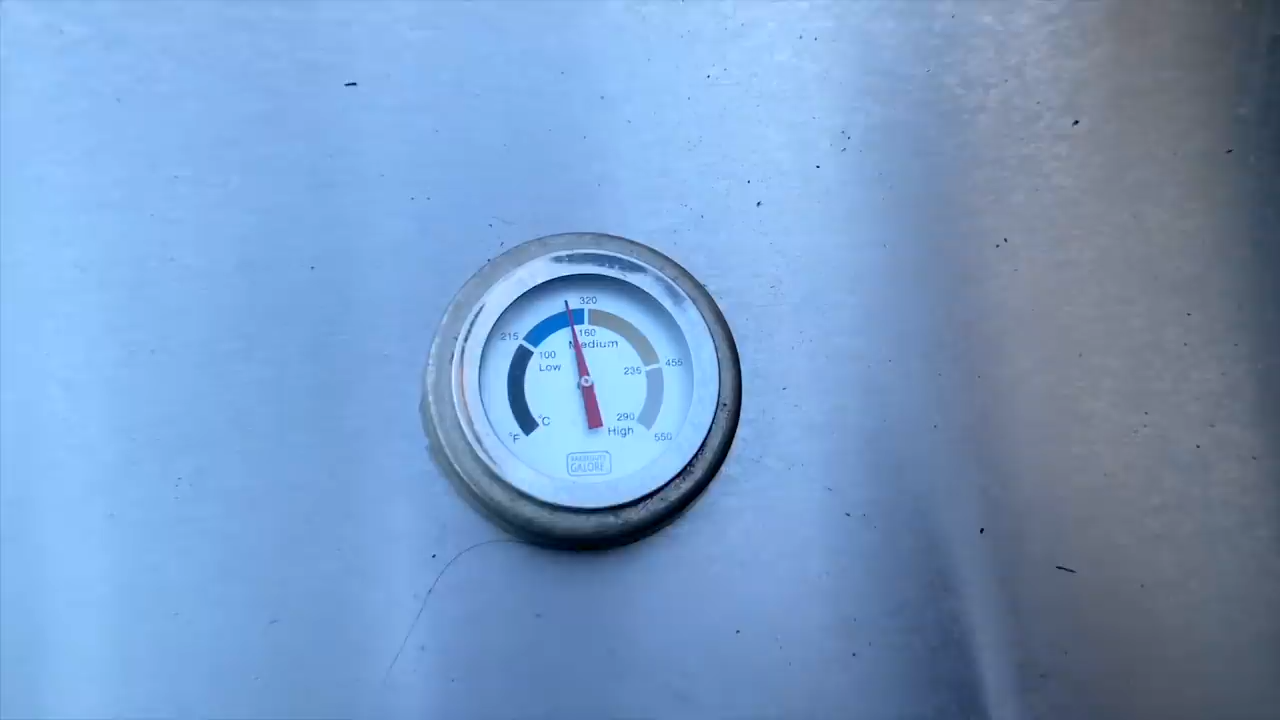 320
215 160
Medium
100
Low
235 455
°C 290
°F High 550
BARBEQUES
GALORE